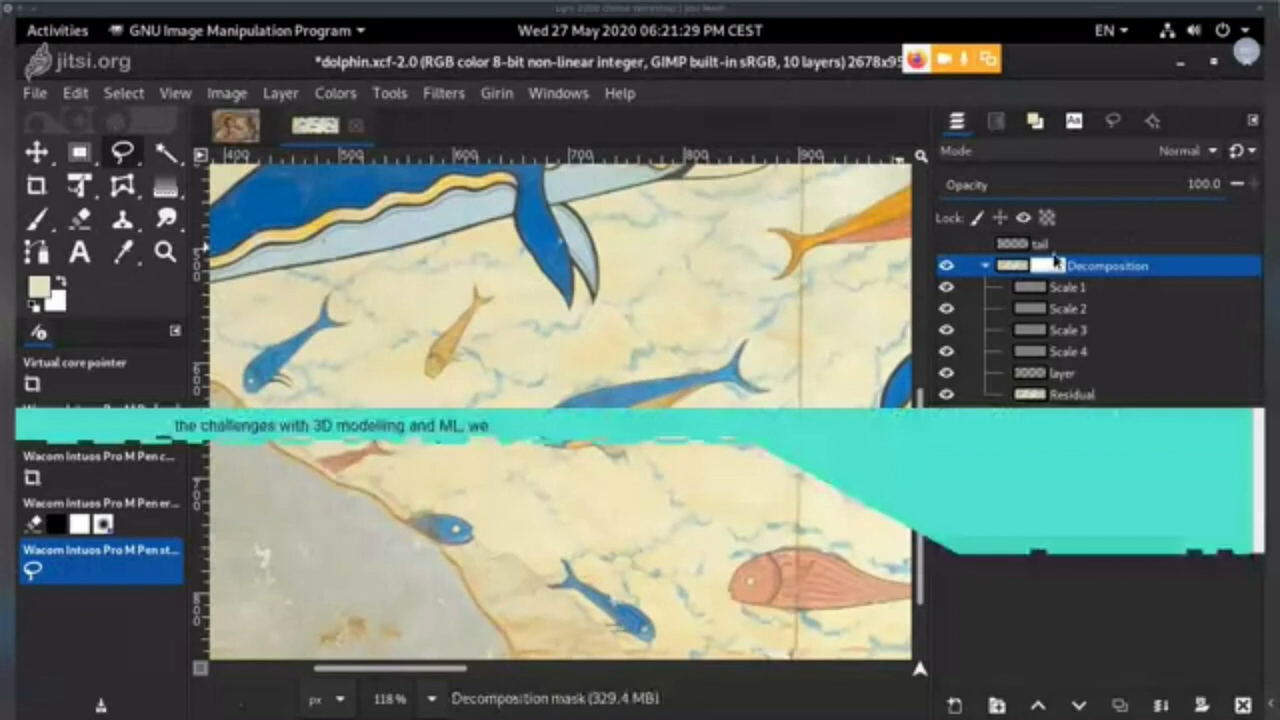 Activities GNU Image Manipulation Program Wed 27 May 2020 06:21:29 PM CEST EN
jitsi.org
*dolphin.xcf-2.0 (RGB color 8-bit non-linear integer, GIMP built-in sRGB, 10 layers) 2678x95
File Edit Select View Image Layer Colors Tools Filters Girin Windows Help
400 500 600 700 800 900
Mode Normal
Opacity 100.0
Lock:
tail
Decomposition
Scale 1
Scale 2
Scale 3
Scale 4
layer
Residual
Virtual core pointer
the challenges with 3D modelling and ML, we
Wacom Intuos Pro M Pen c...
Wacom Intuos Pro M Pen er...
Wacom Intuos Pro M Pen st...
px 118 % Decomposition mask (329.4 MB)